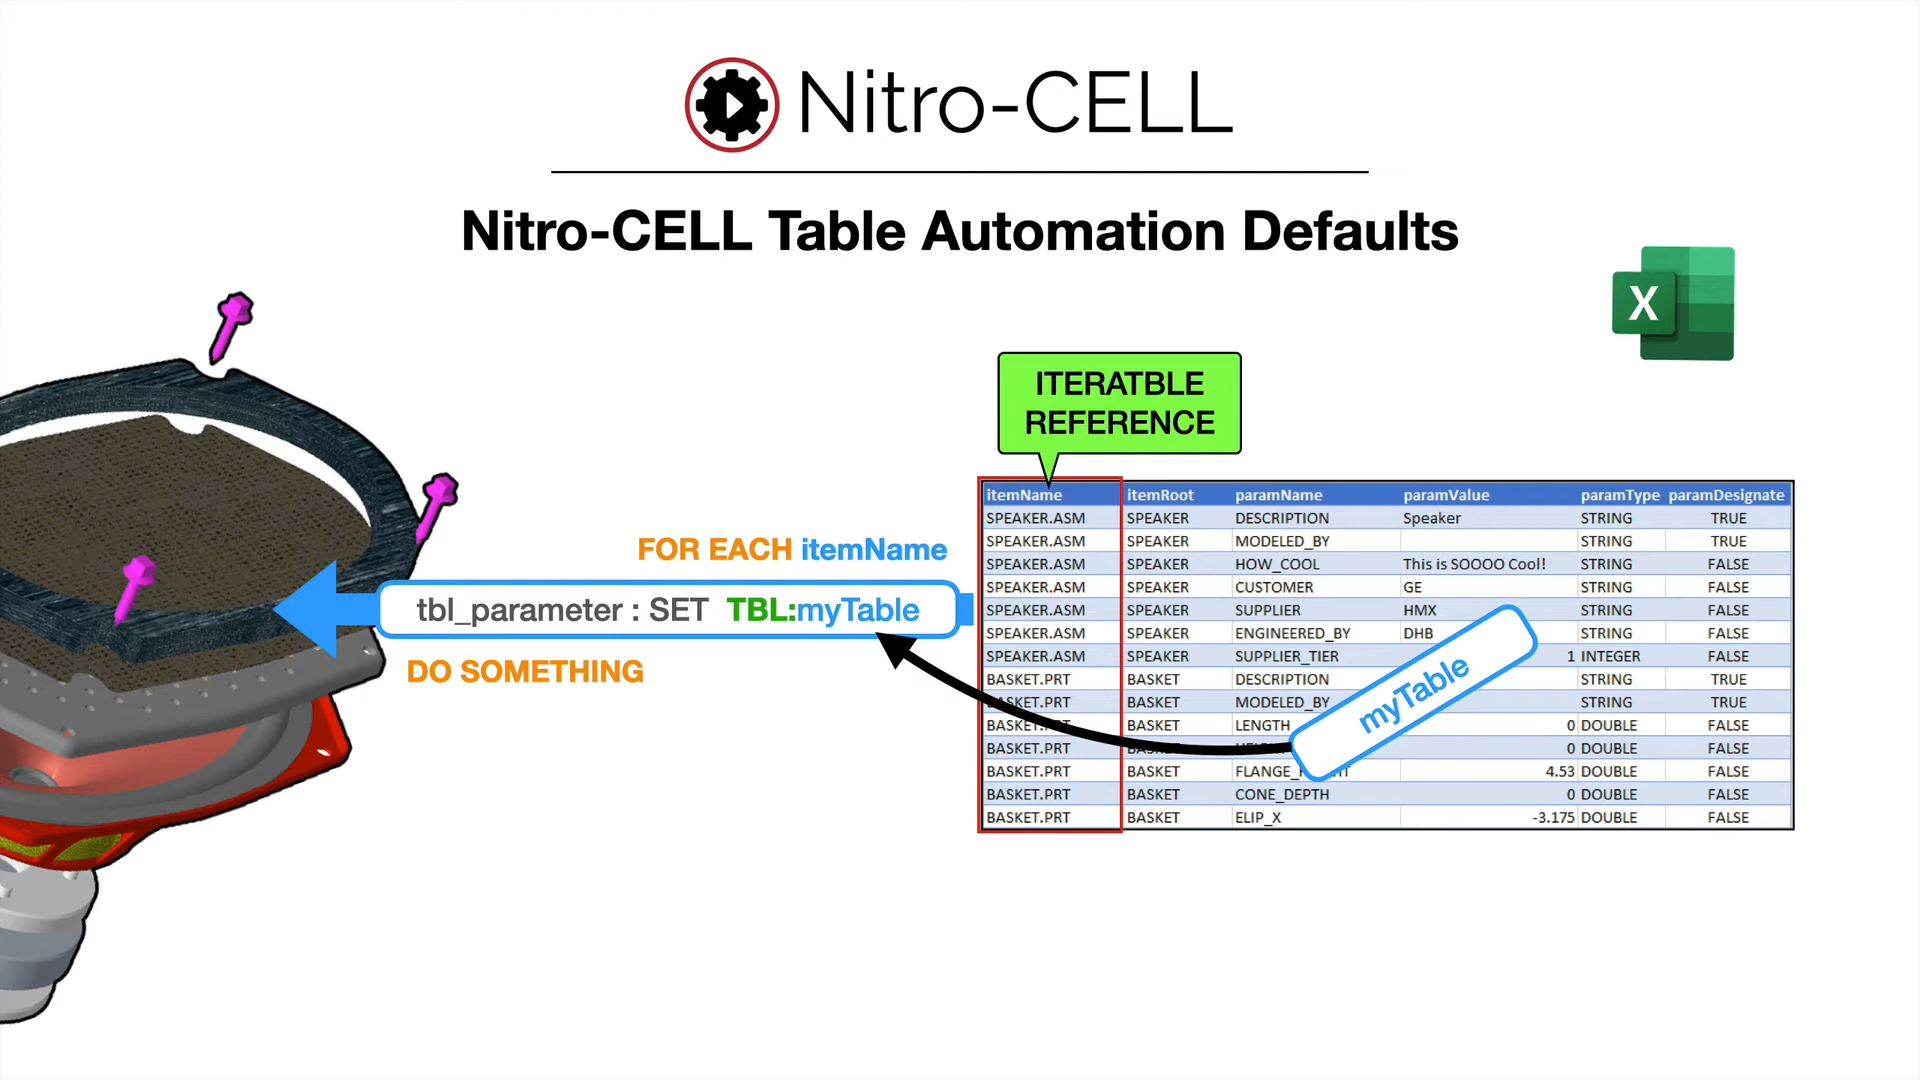 Nitro-CELL
Nitro-CELL Table Automation Defaults
X
ITERATBLE
REFERENCE
FOR EACH itemName
tbl_parameter : SET TBL:myTable
DO SOMETHING
itemName itemRoot paramName paramValue paramType paramDesignate
SPEAKER.ASM SPEAKER DESCRIPTION Speaker STRING TRUE
SPEAKER.ASM SPEAKER MODELED_BY STRING TRUE
SPEAKER.ASM SPEAKER HOW_COOL This is SOOOO Cool! STRING FALSE
SPEAKER.ASM SPEAKER CUSTOMER GE STRING FALSE
SPEAKER.ASM SPEAKER SUPPLIER HMX STRING FALSE
SPEAKER.ASM SPEAKER ENGINEERED_BY DHB STRING FALSE
SPEAKER.ASM SPEAKER SUPPLIER_TIER 1 INTEGER FALSE
BASKET.PRT BASKET DESCRIPTION STRING TRUE
BASKET.PRT BASKET MODELED_BY STRING TRUE
BASKET.PRT BASKET LENGTH 0 DOUBLE FALSE
BASKET.PRT BASKET 0 DOUBLE FALSE
BASKET.PRT BASKET 4.53 DOUBLE FALSE
BASKET.PRT BASKET CONE_DEPTH 0 DOUBLE FALSE
BASKET.PRT BASKET ELIP_X -3.175 DOUBLE FALSE
myTable